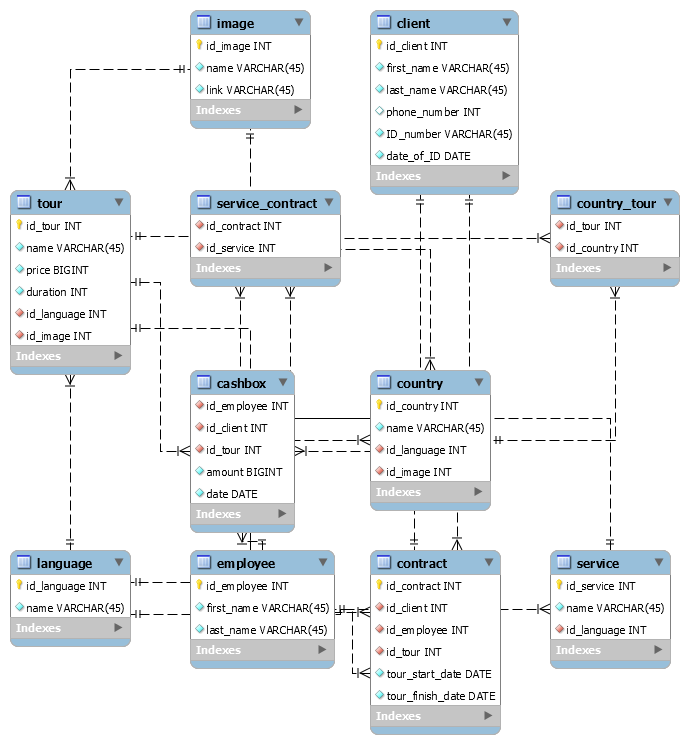 image
id_image INT
name VARCHAR(45)
link VARCHAR(45)
Indexes
client
id_client INT
first_name VARCHAR(45)
last_name VARCHAR(45)
phone_number INT
ID_number VARCHAR(45)
date_of_ID DATE
Indexes
tour
id_tour INT
name VARCHAR(45)
price BIGINT
duration INT
id_language INT
id_image INT
Indexes
service_contract
id_contract INT
id_service INT
Indexes
country_tour
id_tour INT
id_country INT
Indexes
cashbox
id_employee INT
id_client INT
id_tour INT
amount BIGINT
date DATE
Indexes
country
id_country INT
name VARCHAR(45)
id_language INT
id_image INT
Indexes
language
id_language INT
name VARCHAR(45)
Indexes
employee
id_employee INT
first_name VARCHAR(45)
last_name VARCHAR(45)
Indexes
contract
id_contract INT
id_client INT
id_employee INT
id_tour INT
tour_start_date DATE
tour_finish_date DATE
Indexes
service
id_service INT
name VARCHAR(45)
id_language INT
Indexes